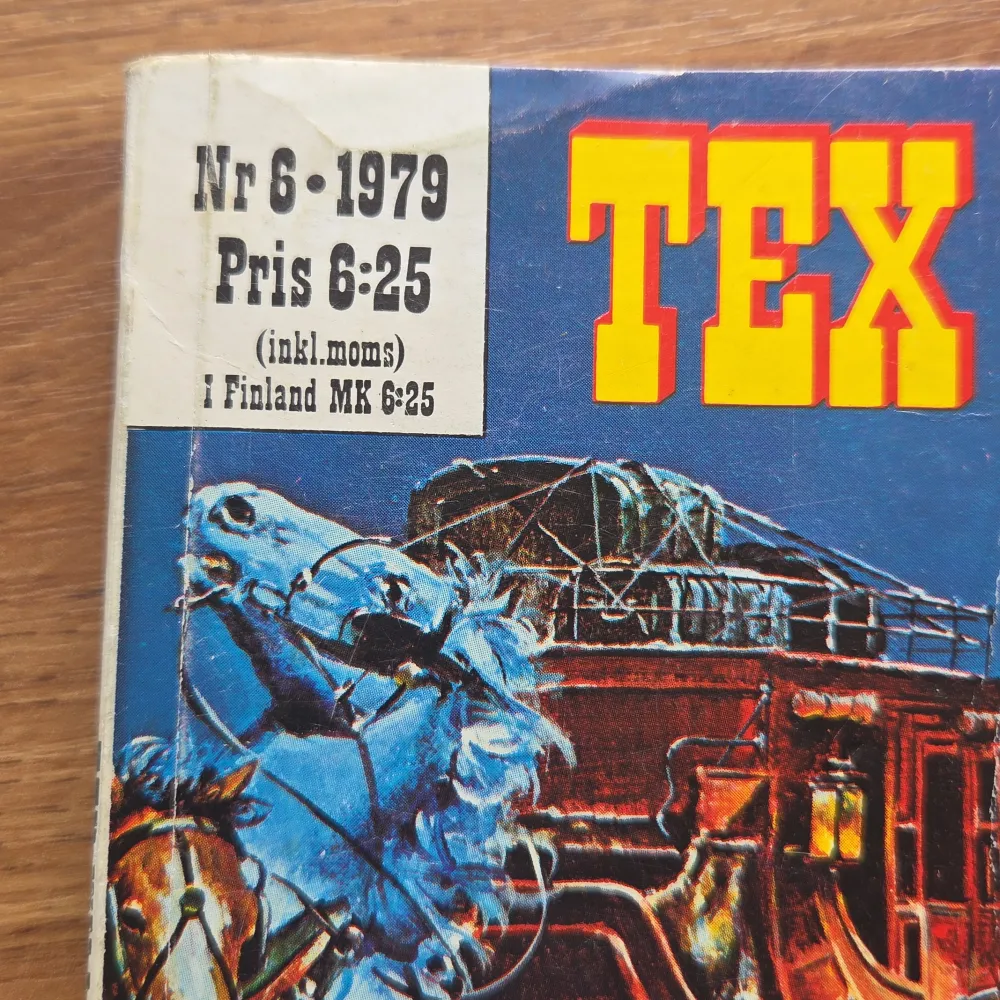 Nr 6 • 1979
Pris 6:25
(inkl.moms)
I Finland MK 6:25
TEX